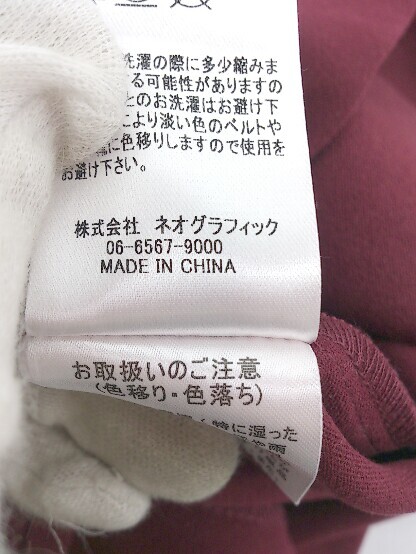 洗濯の際に多少縮みま
る可能性がありますの
とのお洗濯はお避け下
により淡い色のベルトや
に色移りしますので使用を
お避け下さい。
株式会社 ネオグラフィック
06-6567-9000
MADE IN CHINA
お取扱いのご注意
(色移り・色落ち)
特に湿った